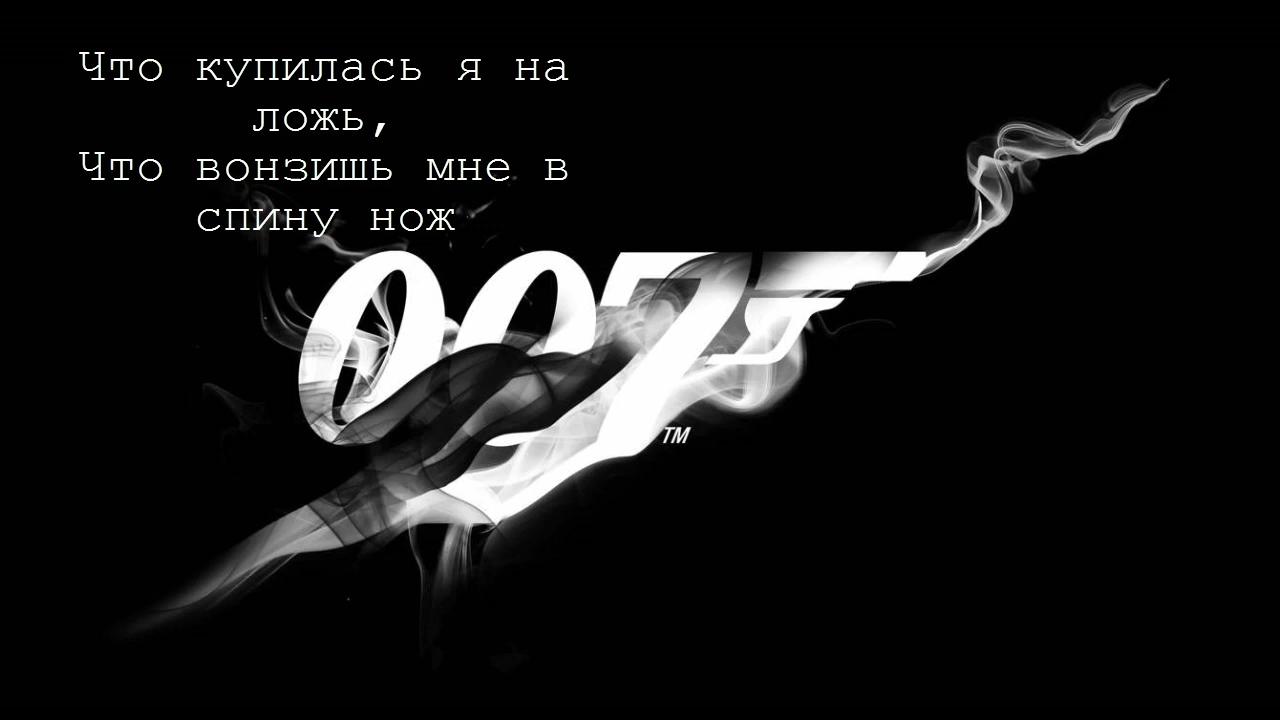 Что купилась я на
ложь,
Что вонзишь мне в
спину нож
007
TM